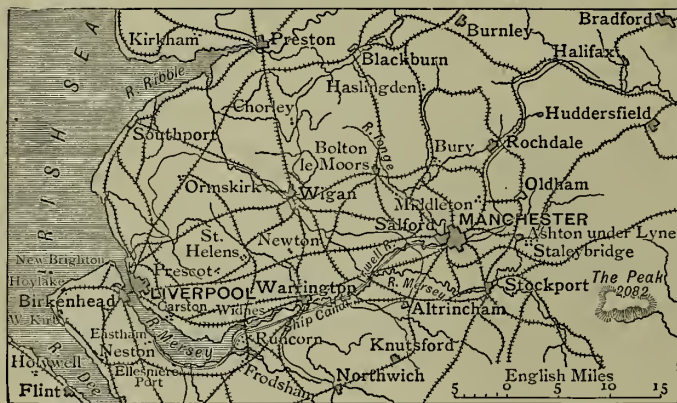 Kirkham
Preston
Burnley
Bradford
Blackburn
Halifax
R. Ribble
IRISH SEA
Haslingden
Chorley
Huddersfield
Southport
Bolton
le Moors
R. Tonge
Bury
Rochdale
Ormskirk
Wigan
Middleton
Oldham
Salford
MANCHESTER
St.
Helens
Newton
Ashton under Lyne
Staleybridge
New Brighton
Prescot
Irwell R.
The Peak
2082
Hoylake
Birkenhead
LIVERPOOL
Warrington
R. Mersey
Stockport
Garston
Widnes
Ship Canal
Altrincham
W. Kirby
Eastham
R. Mersey
Runcorn
Neston
Knutsford
Holywell
R. Dee
Ellesmere
Port
Frodsham
Flint
Northwich
English Miles
5 0 5 10 15